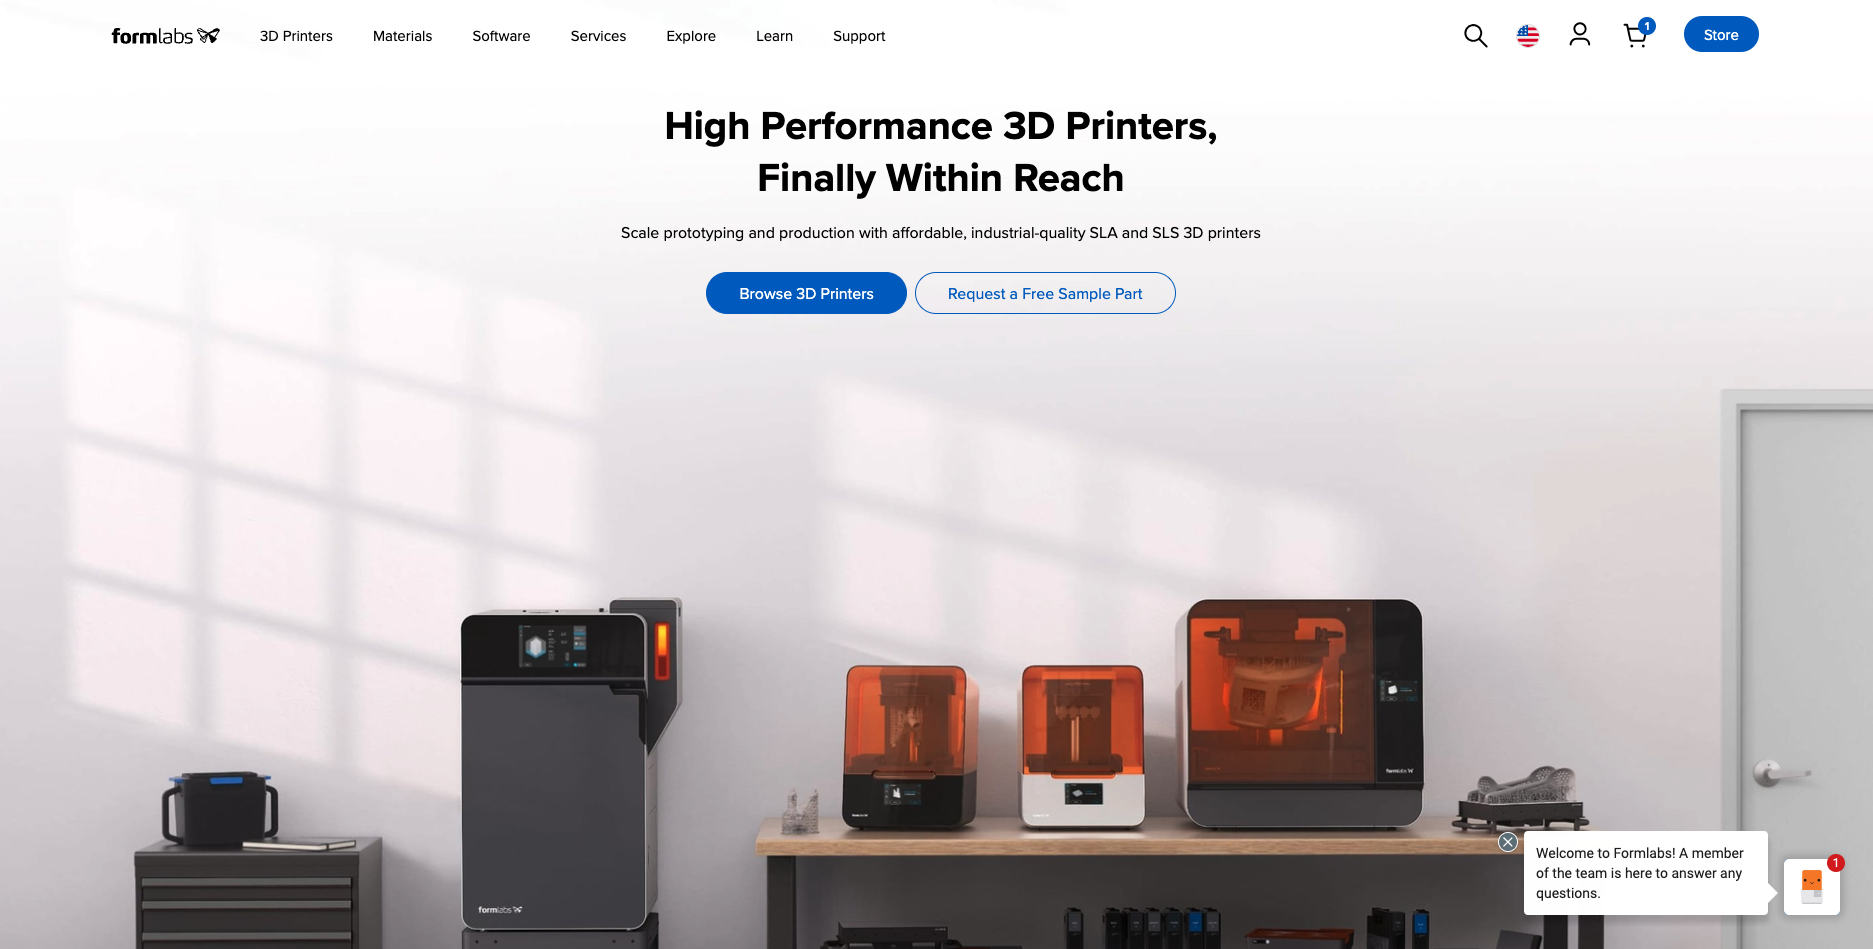 formlabs
3D Printers
Materials
Software
Services
Explore
Learn
Support
1
Store
High Performance 3D Printers,
Finally Within Reach
Scale prototyping and production with affordable, industrial-quality SLA and SLS 3D printers
Browse 3D Printers
Request a Free Sample Part
formlabs
formlabs
Welcome to Formlabs! A member
of the team is here to answer any
questions.
1